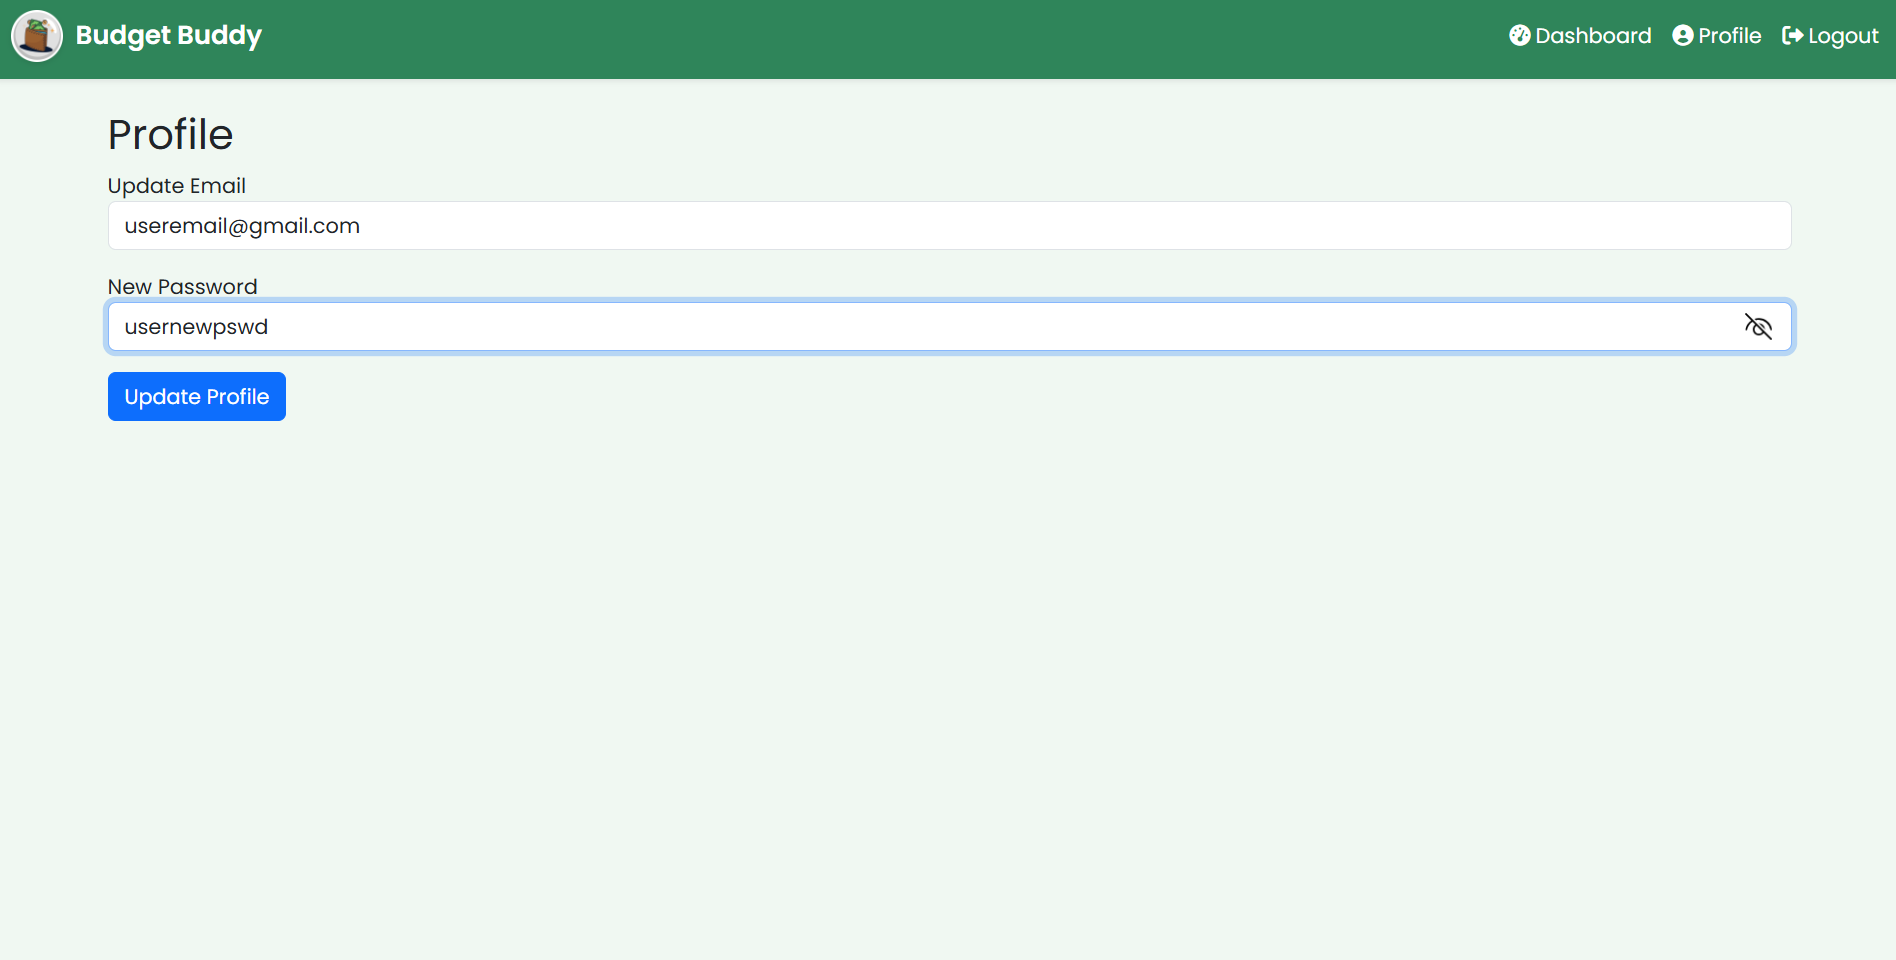 Budget Buddy
Dashboard Profile Logout
Profile
Update Email
useremail@gmail.com
New Password
usernewpswd
Update Profile